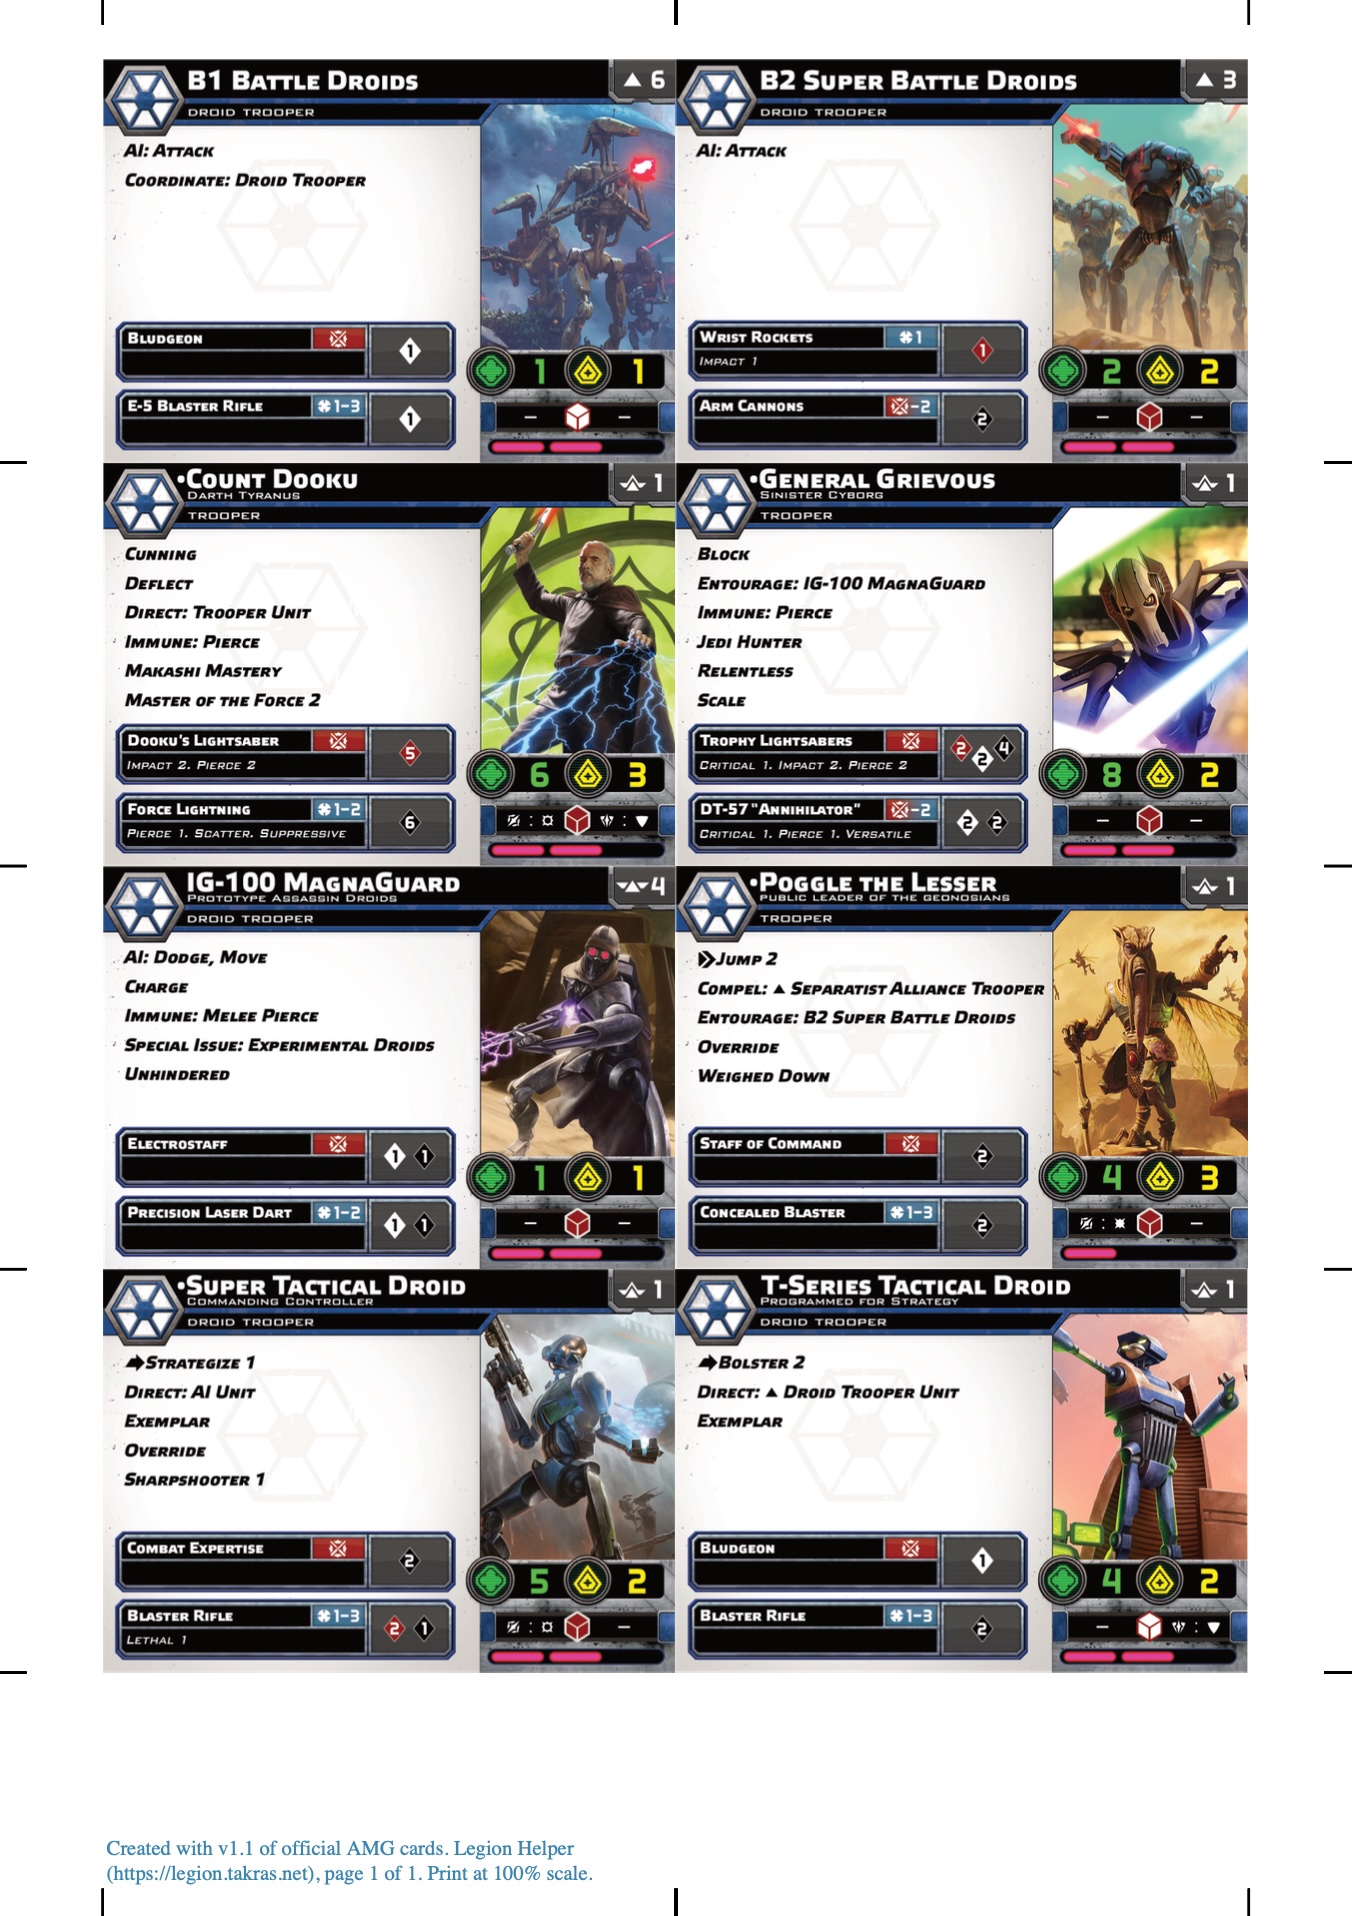 B1 Battle Droids
6
Droid Trooper
AI: Attack
Coordinate: Droid Trooper
Bludgeon
1
E-5 Blaster Rifle
1-3
1
1
1
–
–
B2 Super Battle Droids
3
Droid Trooper
AI: Attack
Wrist Rockets
1
1
Impact 1
Arm Cannons
-2
2
2
2
–
–
•Count Dooku
1
Darth Tyranus
Trooper
Cunning
Deflect
Direct: Trooper Unit
Immune: Pierce
Makashi Mastery
Master of the Force 2
Dooku's Lightsaber
5
Impact 2. Pierce 2
Force Lightning
1-2
6
Pierce 1. Scatter. Suppressive
6
3
:
:
•General Grievous
1
Sinister Cyborg
Trooper
Block
Entourage: IG-100 MagnaGuard
Immune: Pierce
Jedi Hunter
Relentless
Scale
Trophy Lightsabers
2
2
4
Critical 1. Impact 2. Pierce 2
DT-57 "Annihilator"
-2
2
2
Critical 1. Pierce 1. Versatile
8
2
–
–
IG-100 MagnaGuard
4
Prototype Assassin Droids
Droid Trooper
AI: Dodge, Move
Charge
Immune: Melee Pierce
Special Issue: Experimental Droids
Unhindered
Electrostaff
1
1
Precision Laser Dart
1-2
1
1
1
1
–
–
•Poggle the Lesser
1
Public Leader of the Geonosians
Trooper
Jump 2
Compel: ▲ Separatist Alliance Trooper
Entourage: B2 Super Battle Droids
Override
Weighed Down
Staff of Command
2
Concealed Blaster
1-3
2
4
3
:
–
•Super Tactical Droid
1
Commanding Controller
Droid Trooper
Strategize 1
Direct: AI Unit
Exemplar
Override
Sharpshooter 1
Combat Expertise
2
Blaster Rifle
1-3
2
1
Lethal 1
5
2
:
–
T-Series Tactical Droid
1
Programmed for Strategy
Droid Trooper
Bolster 2
Direct: ▲ Droid Trooper Unit
Exemplar
Bludgeon
1
Blaster Rifle
1-3
2
4
2
–
:
Created with v1.1 of official AMG cards. Legion Helper
(https://legion.takras.net), page 1 of 1. Print at 100% scale.